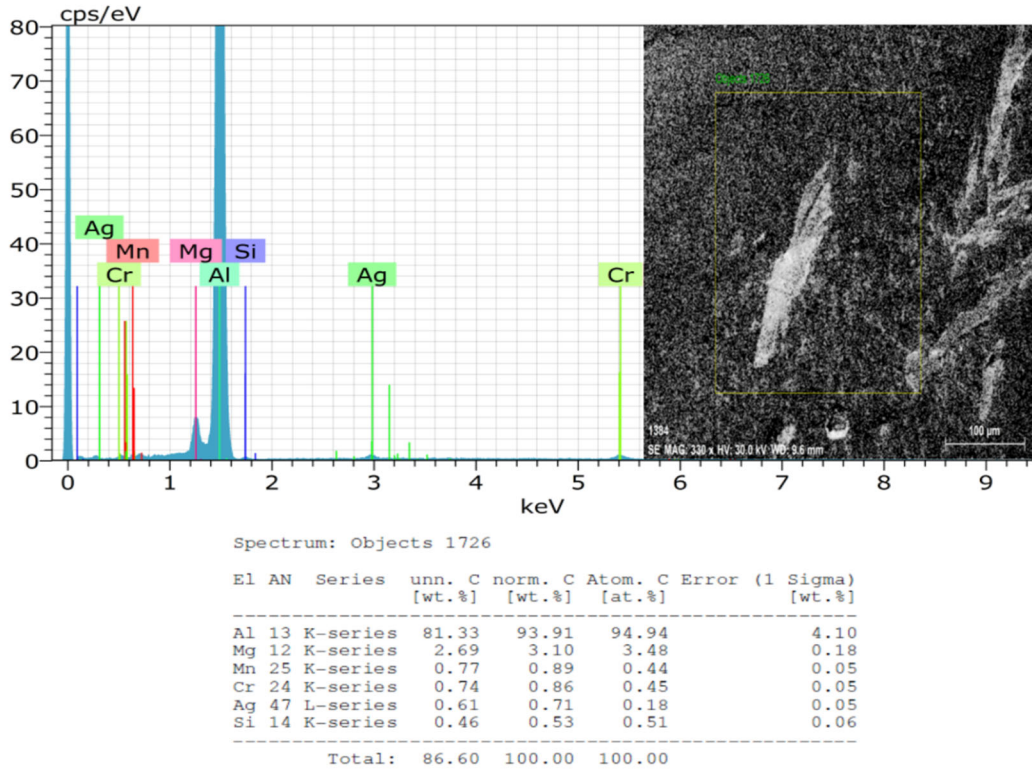 cps/eV
80
70
60
50
40
30
20
10
0
Ag
Mn Mg Si
Cr Al Ag Cr
1384 100 µm
SE MAG: 330 x HV: 30.0 kV WD: 9.6 mm
0 1 2 3 4 5 6 7 8 9
keV
Spectrum: Objects 1726
El AN Series unn. C norm. C Atom. C Error (1 Sigma)
[wt.%] [wt.%] [at.%] [wt.%]
Al 13 K-series 81.33 93.91 94.94 4.10
Mg 12 K-series 2.69 3.10 3.48 0.18
Mn 25 K-series 0.77 0.89 0.44 0.05
Cr 24 K-series 0.74 0.86 0.45 0.05
Ag 47 L-series 0.61 0.71 0.18 0.05
Si 14 K-series 0.46 0.53 0.51 0.06
Total: 86.60 100.00 100.00